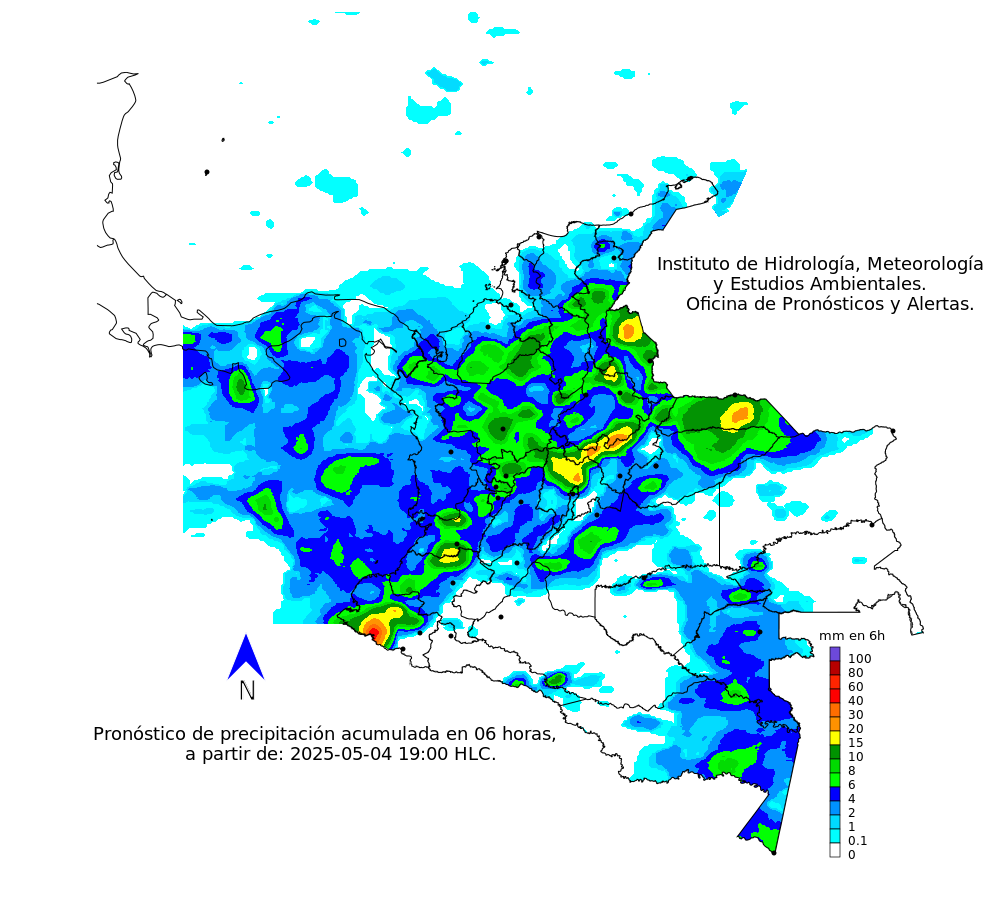 Instituto de Hidrología, Meteorología
y Estudios Ambientales.
Oficina de Pronósticos y Alertas.
mm en 6h
100
80
60
40
30
20
15
10
8
6
4
2
1
0.1
0
N
Pronóstico de precipitación acumulada en 06 horas,
a partir de: 2025-05-04 19:00 HLC.